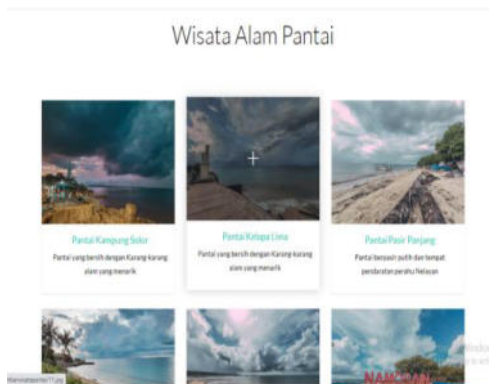 Wisata Alam Pantai
Pantai Kampung Solor
Pantai yang bersih dengan Karang-karang
alam yang menarik
Pantai Kelapa Lima
Pantai yang bersih dengan Karang-karang
alam yang menarik
Pantai Pasir Panjang
Pantai berpasir putih dan tempat
pendaratan perahu Nelayan